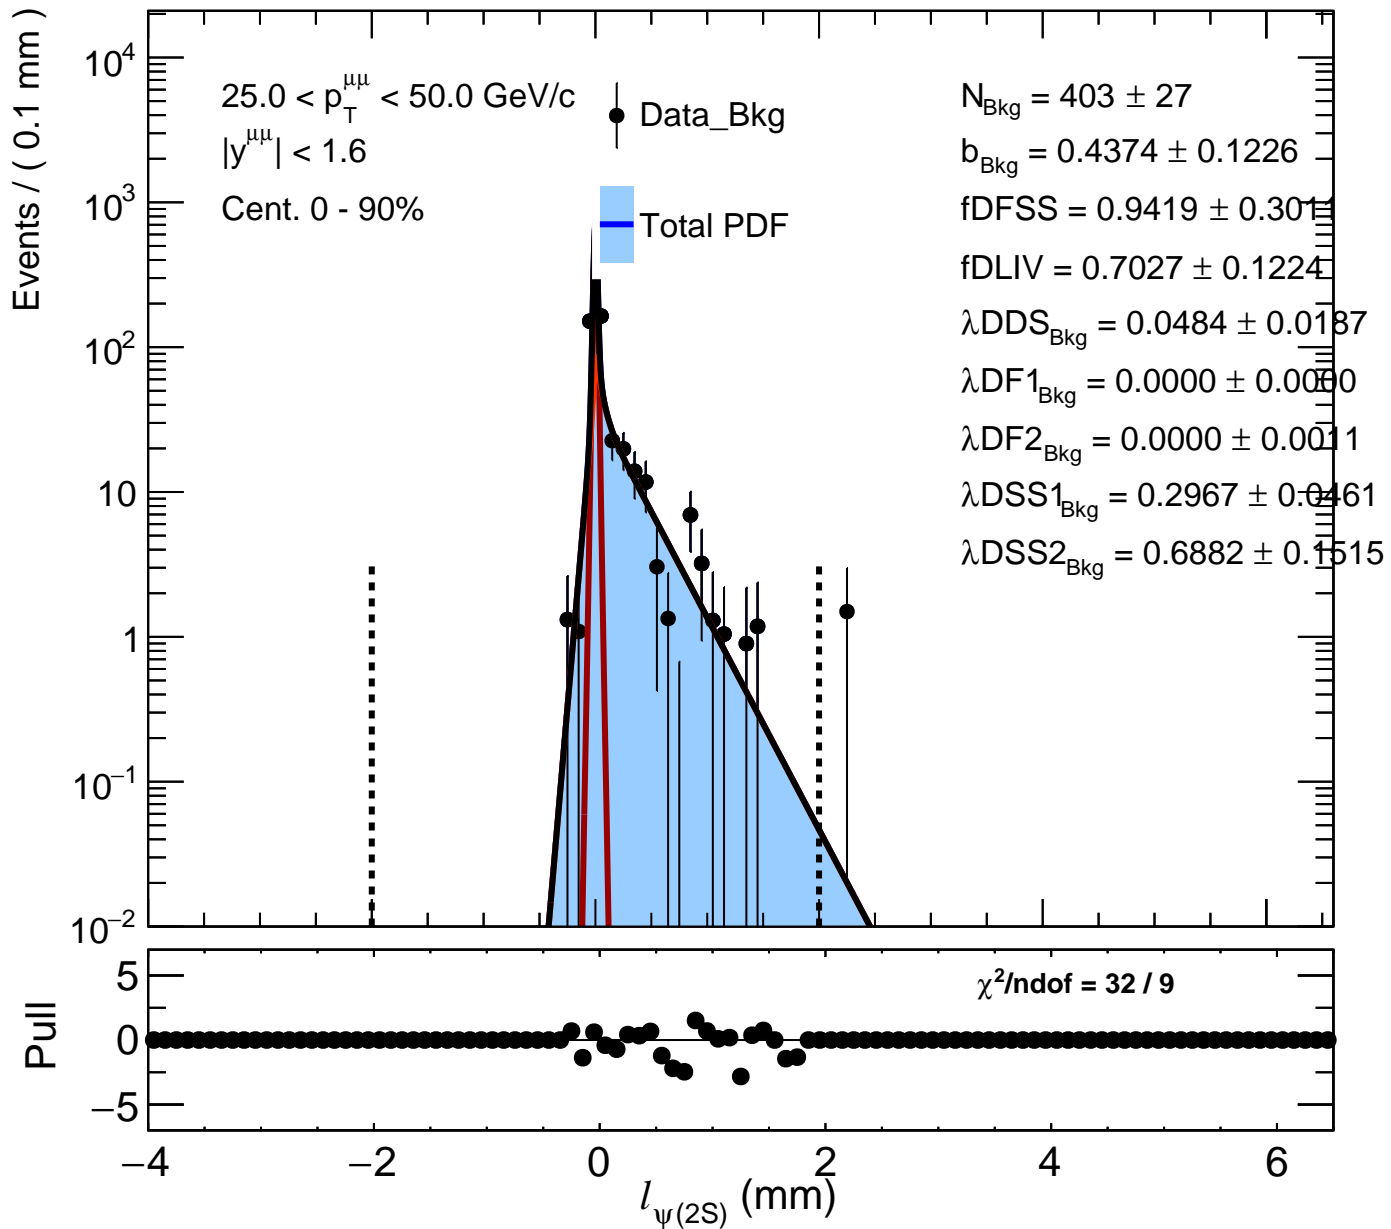 Events / ( 0.1 mm )
10^4
10^3
10^2
10
1
10^−1
10^−2
25.0 < p_T^μμ < 50.0 GeV/c
|y^μμ| < 1.6
Cent. 0 - 90%
Data_Bkg
Total PDF
N_Bkg = 403 ± 27
b_Bkg = 0.4374 ± 0.1226
fDFSS = 0.9419 ± 0.3011
fDLIV = 0.7027 ± 0.1224
λDDS_Bkg = 0.0484 ± 0.0187
λDF1_Bkg = 0.0000 ± 0.0000
λDF2_Bkg = 0.0000 ± 0.0011
λDSS1_Bkg = 0.2967 ± 0.0461
λDSS2_Bkg = 0.6882 ± 0.1515
Pull
5
0
−5
χ²/ndof = 32 / 9
−4 −2 0 2 4 6
l_ψ(2S) (mm)